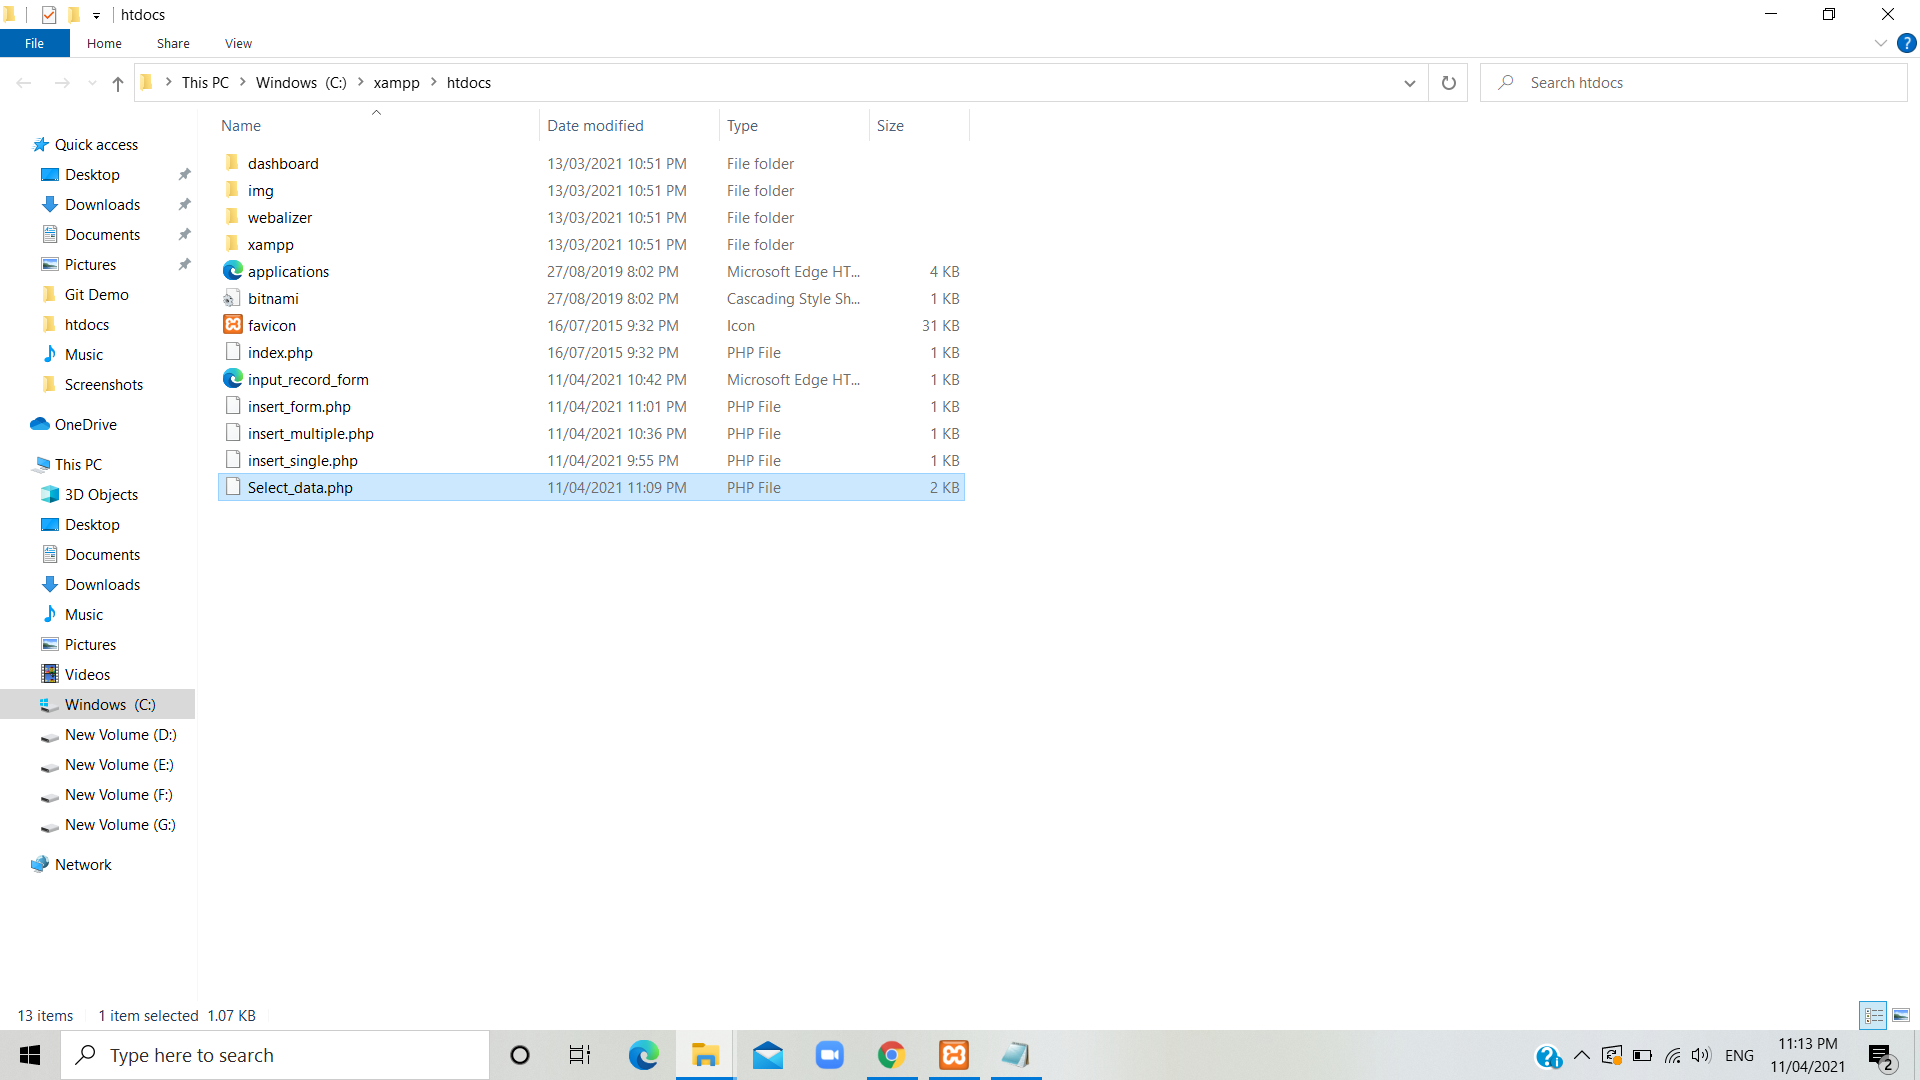 htdocs
File Home Share View
This PC Windows (C:) xampp htdocs Search htdocs
Name Date modified Type Size
Quick access
Desktop
Downloads
Documents
Pictures
Git Demo
htdocs
Music
Screenshots
OneDrive
This PC
3D Objects
Desktop
Documents
Downloads
Music
Pictures
Videos
Windows (C:)
New Volume (D:)
New Volume (E:)
New Volume (F:)
New Volume (G:)
Network
dashboard 13/03/2021 10:51 PM File folder
img 13/03/2021 10:51 PM File folder
webalizer 13/03/2021 10:51 PM File folder
xampp 13/03/2021 10:51 PM File folder
applications 27/08/2019 8:02 PM Microsoft Edge HT... 4 KB
bitnami 27/08/2019 8:02 PM Cascading Style Sh... 1 KB
favicon 16/07/2015 9:32 PM Icon 31 KB
index.php 16/07/2015 9:32 PM PHP File 1 KB
input_record_form 11/04/2021 10:42 PM Microsoft Edge HT... 1 KB
insert_form.php 11/04/2021 11:01 PM PHP File 1 KB
insert_multiple.php 11/04/2021 10:36 PM PHP File 1 KB
insert_single.php 11/04/2021 9:55 PM PHP File 1 KB
Select_data.php 11/04/2021 11:09 PM PHP File 2 KB
13 items 1 item selected 1.07 KB
Type here to search
ENG
11:13 PM
11/04/2021
2